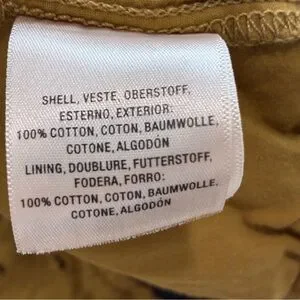 SHELL, VESTE, OBERSTOFF,
ESTERNO, EXTERIOR:
100% COTTON, COTON, BAUMWOLLE,
COTONE, ALGODÓN
LINING, DOUBLURE, FUTTERSTOFF,
FODERA, FORRO:
100% COTTON, COTON, BAUMWOLLE,
COTONE, ALGODÓN